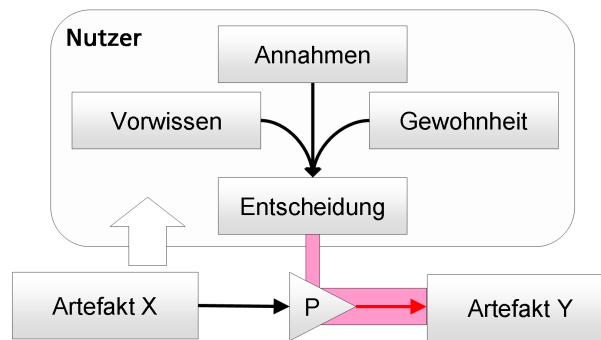 Nutzer
Annahmen
Vorwissen
Gewohnheit
Entscheidung
Artefakt X
P
Artefakt Y